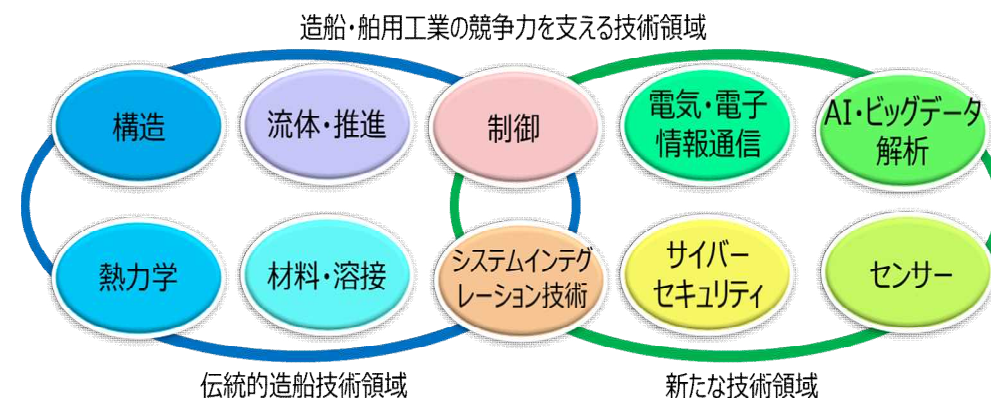 造船・舶用工業の競争力を支える技術領域
構造
流体・推進
制御
電気・電子
情報通信
AI・ビッグデータ
解析
熱力学
材料・溶接
システムインテグ
レーション技術
サイバー
セキュリティ
センサー
伝統的造船技術領域
新たな技術領域